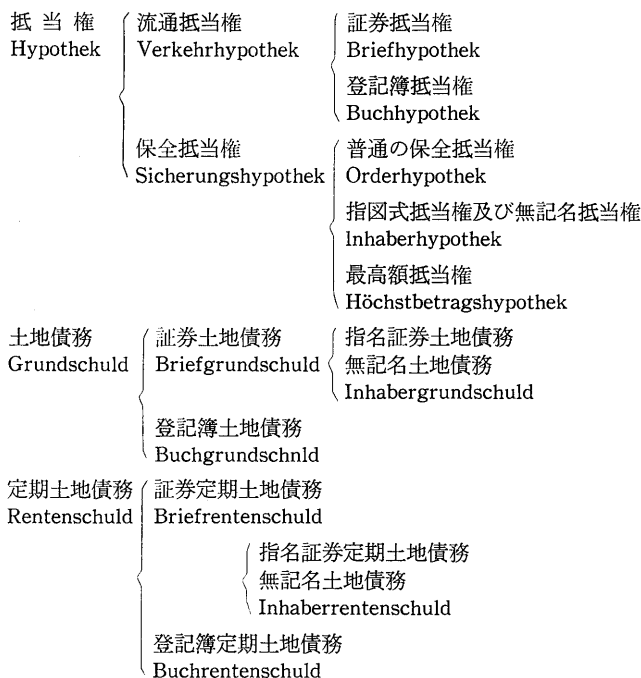 抵当権 流通抵当権 証券抵当権
Hypothek Verkehrhypothek Briefhypothek
登記簿抵当権
Buchhypothek
保全抵当権 普通の保全抵当権
Sicherungshypothek Orderhypothek
指図式抵当権及び無記名抵当権
lnhaberhypothek
最高額抵当権
Höchstbetragshypothek
土地債務 証券土地債務 指名証券土地債務
Grundschuld Briefgrundschuld 無記名土地債務
Inhabergrundschuld
登記簿土地債務
Buchgrundschnld
定期土地債務 証券定期土地債務
Rentenschuld Briefrentenschuld
指名証券定期土地債務
無記名土地債務
Inhaberrentenschuld
登記簿定期土地債務
Buchrentenschuld